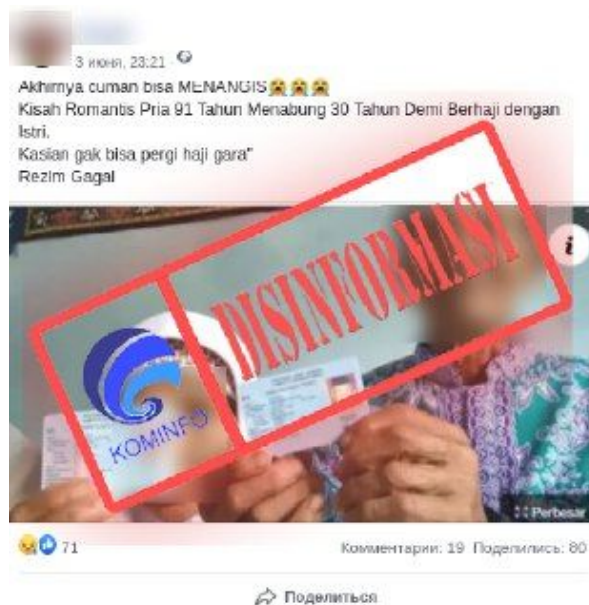 3 июня, 23:21
Akhirnya cuman bisa MENANGIS😭😭😭
Kisah Romantis Pria 91 Tahun Menabung 30 Tahun Demi Berhaji dengan
Istri.
Kasian gak bisa pergi haji gara"
Rezim Gagal
DISINFORMASI
KOMINFO
Perbesar
71
Комментарии: 19 Поделились: 80
Поделиться